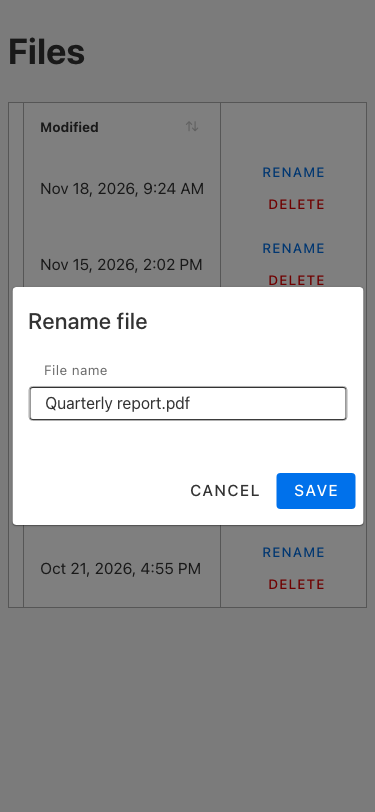 Files
Modified
Nov 18, 2026, 9:24 AM
RENAME
DELETE
Nov 15, 2026, 2:02 PM
RENAME
DELETE
Rename file
File name
Quarterly report.pdf
CANCEL
SAVE
Oct 21, 2026, 4:55 PM
RENAME
DELETE